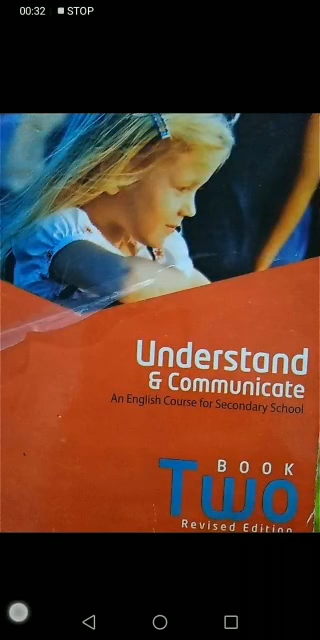 00:32 STOP
Understand
& Communicate
An English Course for Secondary School
BOOK
Two
Revised Edition